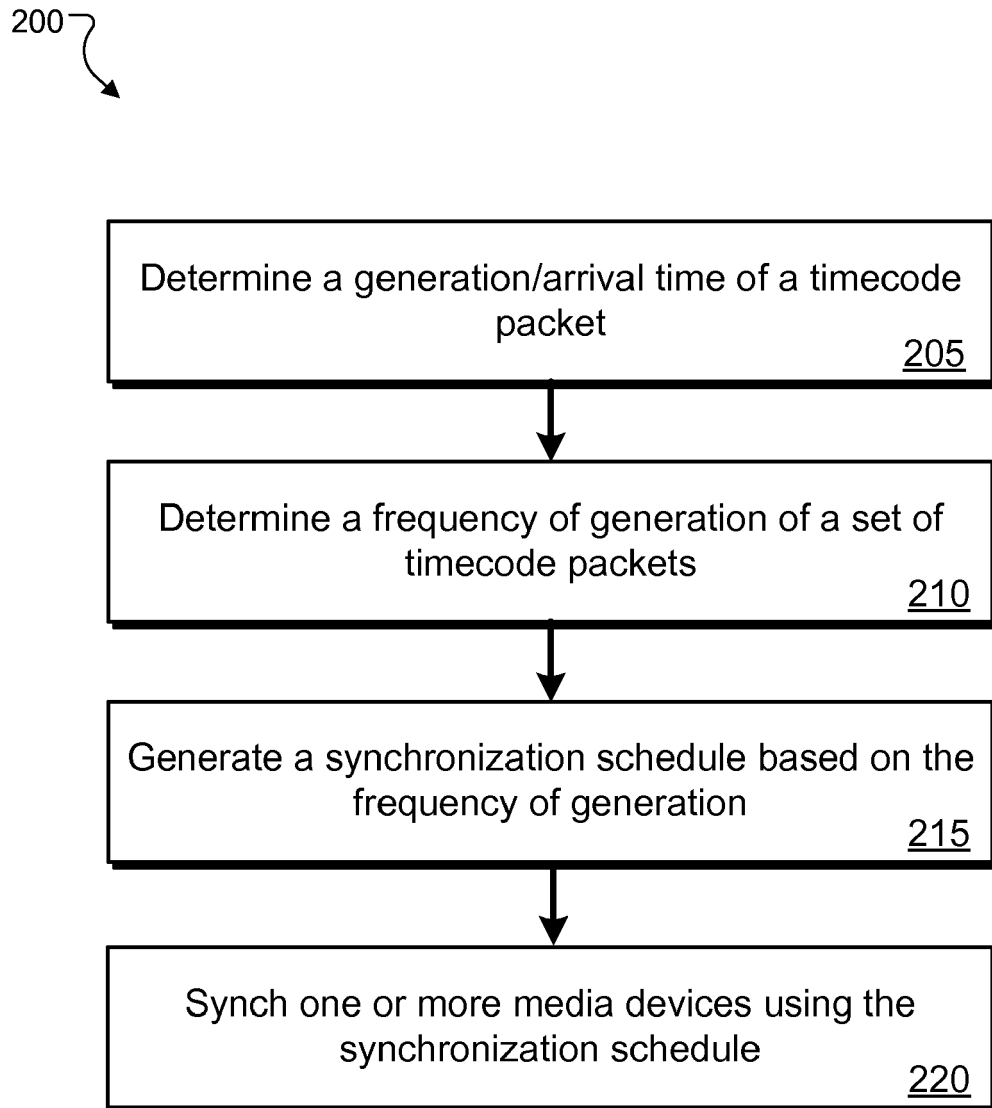 200
Determine a generation/arrival time of a timecode
packet
205
Determine a frequency of generation of a set of
timecode packets
210
Generate a synchronization schedule based on the
frequency of generation
215
Synch one or more media devices using the
synchronization schedule
220